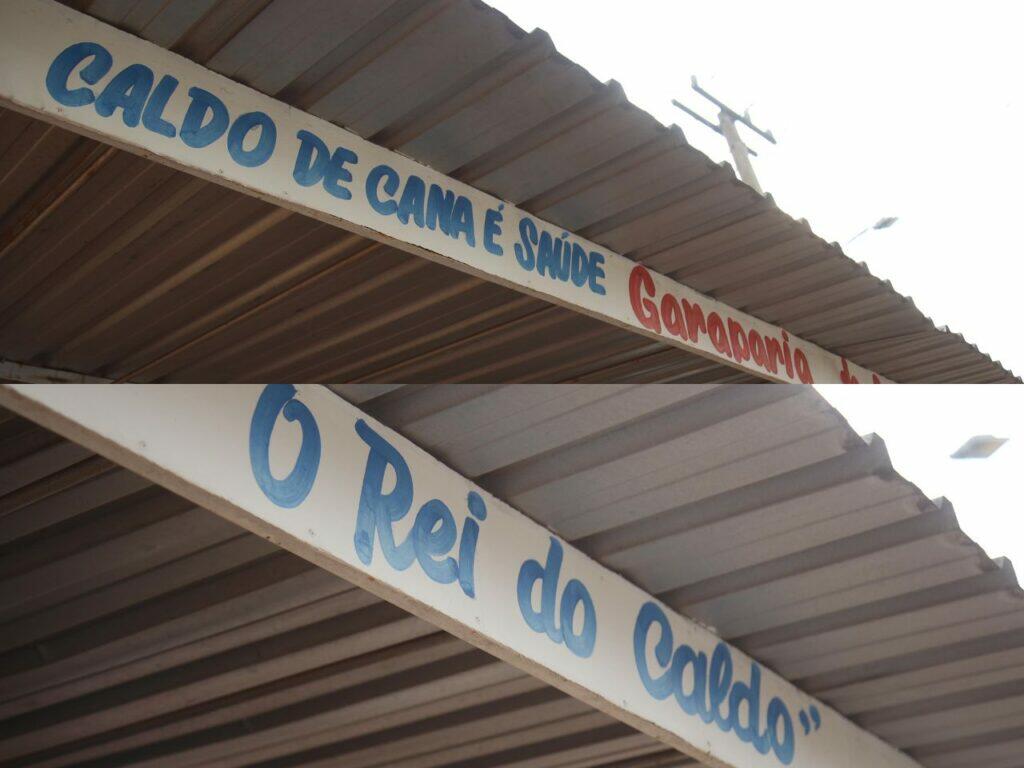 CALDO DE CANA É SAÚDE Garaparia
O Rei do Caldo"